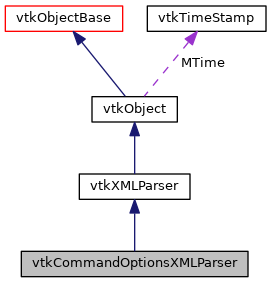 vtkObjectBase
vtkTimeStamp
MTime
vtkObject
vtkXMLParser
vtkCommandOptionsXMLParser